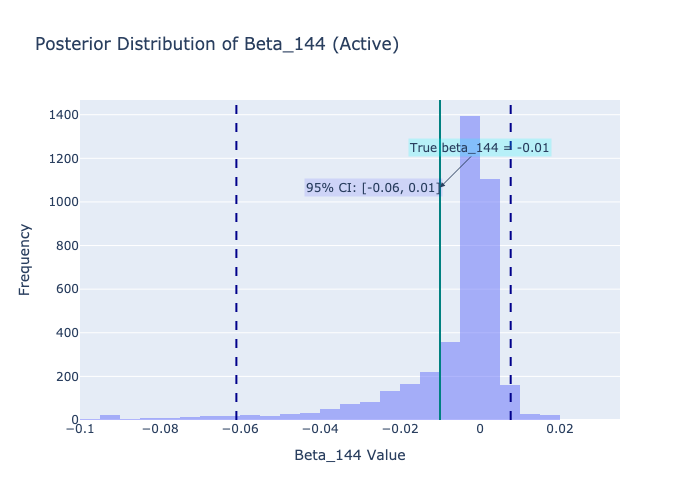 Posterior Distribution of Beta_144 (Active)
1400
True beta_144 = -0.01
1200
95% CI: [-0.06, 0.01]
1000
800
600
400
200
0
Frequency
−0.1 −0.08 −0.06 −0.04 −0.02 0 0.02
Beta_144 Value